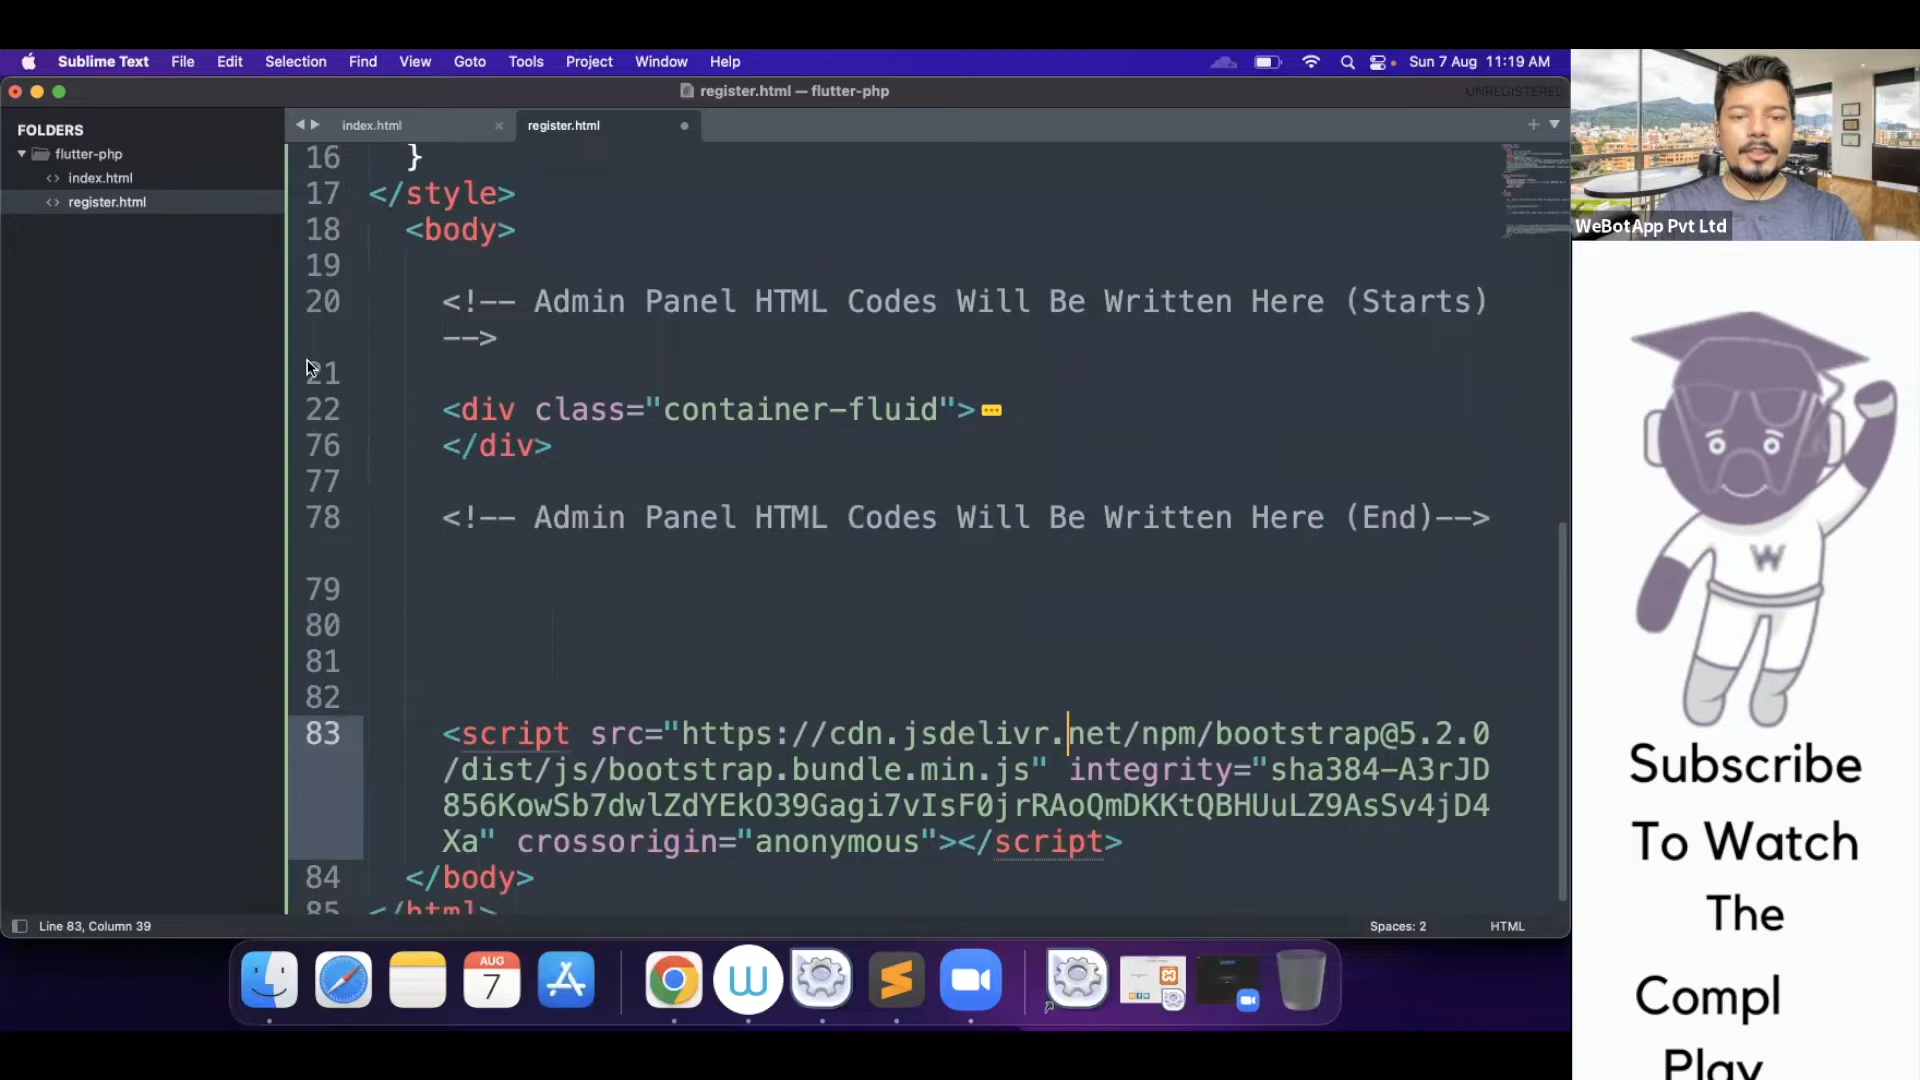 Sublime Text File Edit Selection Find View Goto Tools Project Window Help Sun 7 Aug 11:19 AM
register.html — flutter-php UNREGISTERED
FOLDERS
flutter-php
index.html
register.html
index.html register.html
16 }
17 </style>
18 <body>
19
20 <!-- Admin Panel HTML Codes Will Be Written Here (Starts)
-->
21
22 <div class="container-fluid">
76 </div>
77
78 <!-- Admin Panel HTML Codes Will Be Written Here (End)-->
79
80
81
82
83 <script src="https://cdn.jsdelivr.net/npm/bootstrap@5.2.0
/dist/js/bootstrap.bundle.min.js" integrity="sha384-A3rJD
856KowSb7dwlZdYEkO39Gagi7vIsF0jrRAoQmDKKtQBHUuLZ9AsSv4jD4
Xa" crossorigin="anonymous"></script>
84 </body>
85 </html>
Line 83, Column 39 Spaces: 2 HTML
AUG
7
WeBotApp Pvt Ltd
W
Subscribe
To Watch
The
Compl
Play